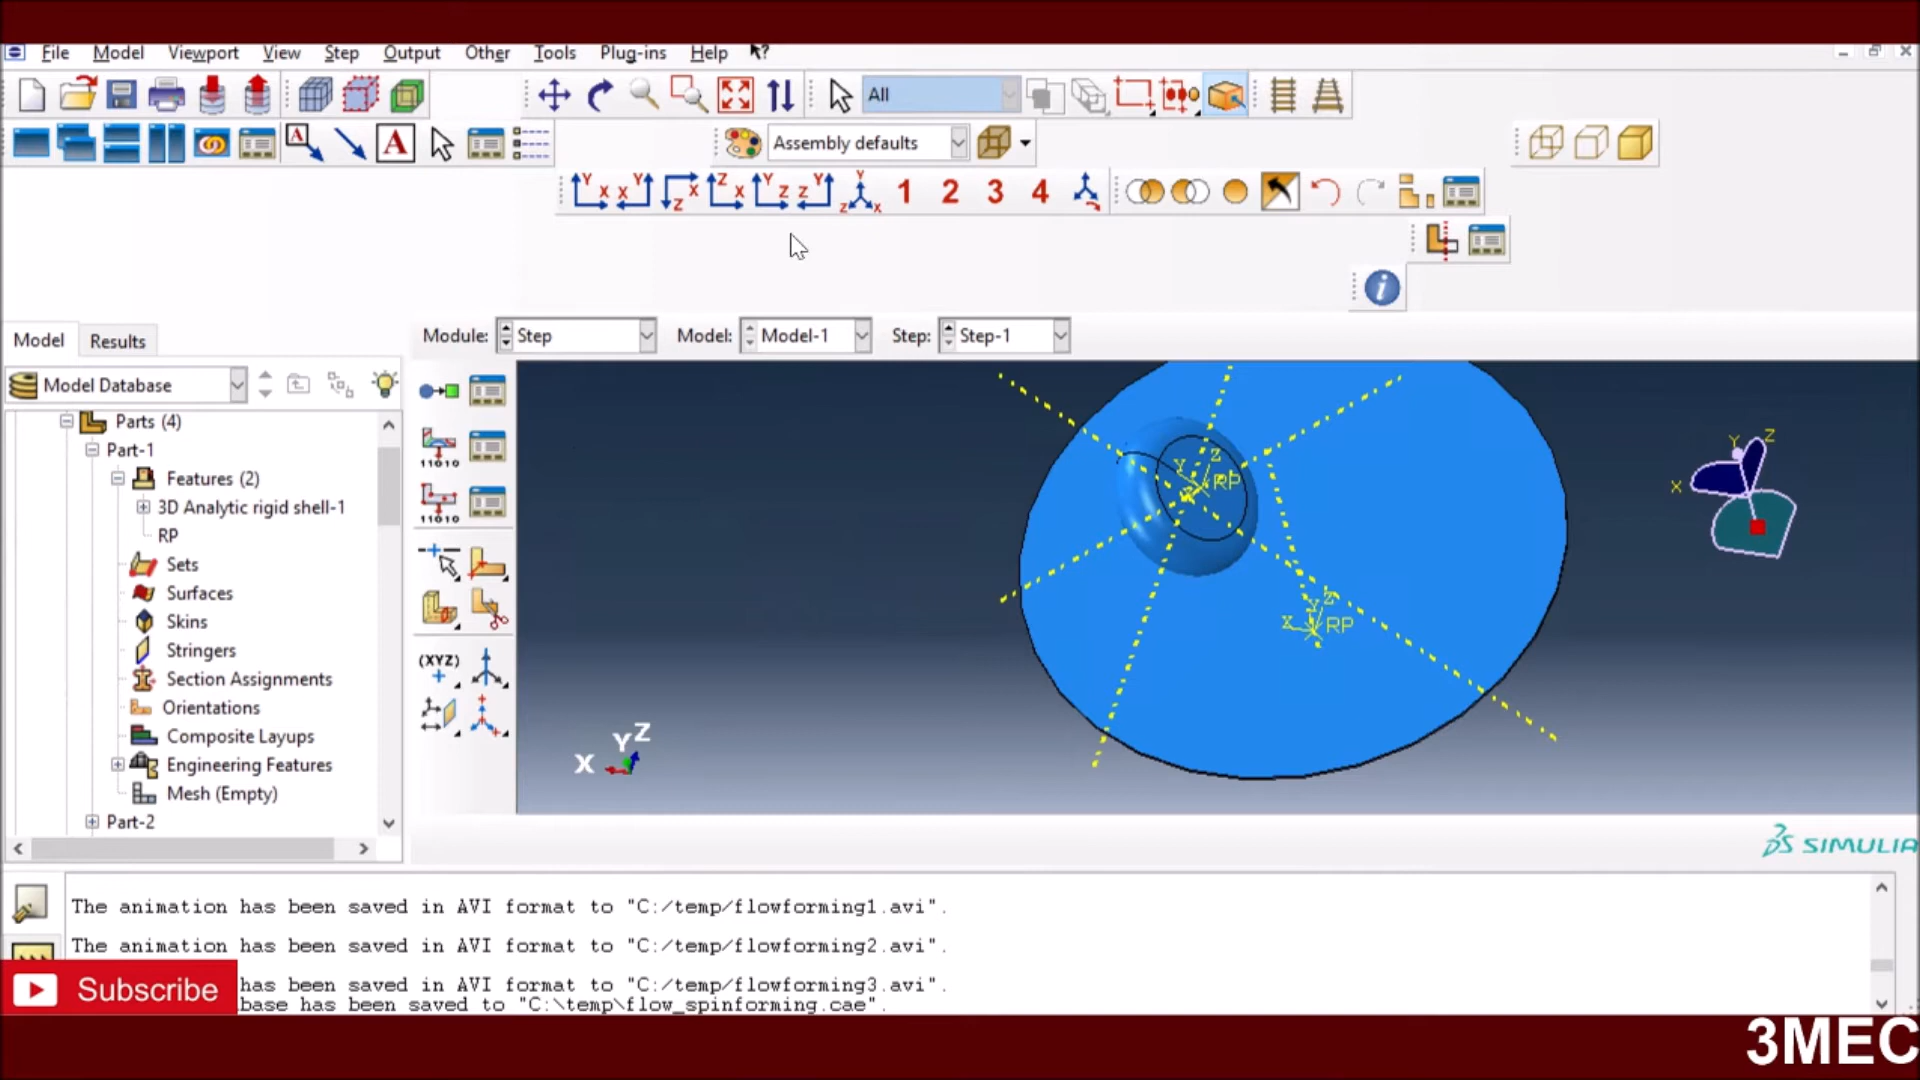 File Model Viewport View Step Output Other Tools Plug-ins Help
All
A A Assembly defaults
Y X X Y X Z Z X Y Z Z Y Y Z X 1 2 3 4
Model Results
Module: Step Model: Model-1 Step: Step-1
Model Database
Parts (4)
Part-1
Features (2)
3D Analytic rigid shell-1
RP
Sets
Surfaces
Skins
Stringers
Section Assignments
Orientations
Composite Layups
Engineering Features
Mesh (Empty)
Part-2
11010
11010
(XYZ)
Y Z RP
X Y Z RP
Y Z
X
Y Z
X
SIMULIA
The animation has been saved in AVI format to "C:/temp/flowforming1.avi".
The animation has been saved in AVI format to "C:/temp/flowforming2.avi".
has been saved in AVI format to "C:/temp/flowforming3.avi".
base has been saved to "C:\temp\flow_spinforming.cae".
Subscribe
3MEC